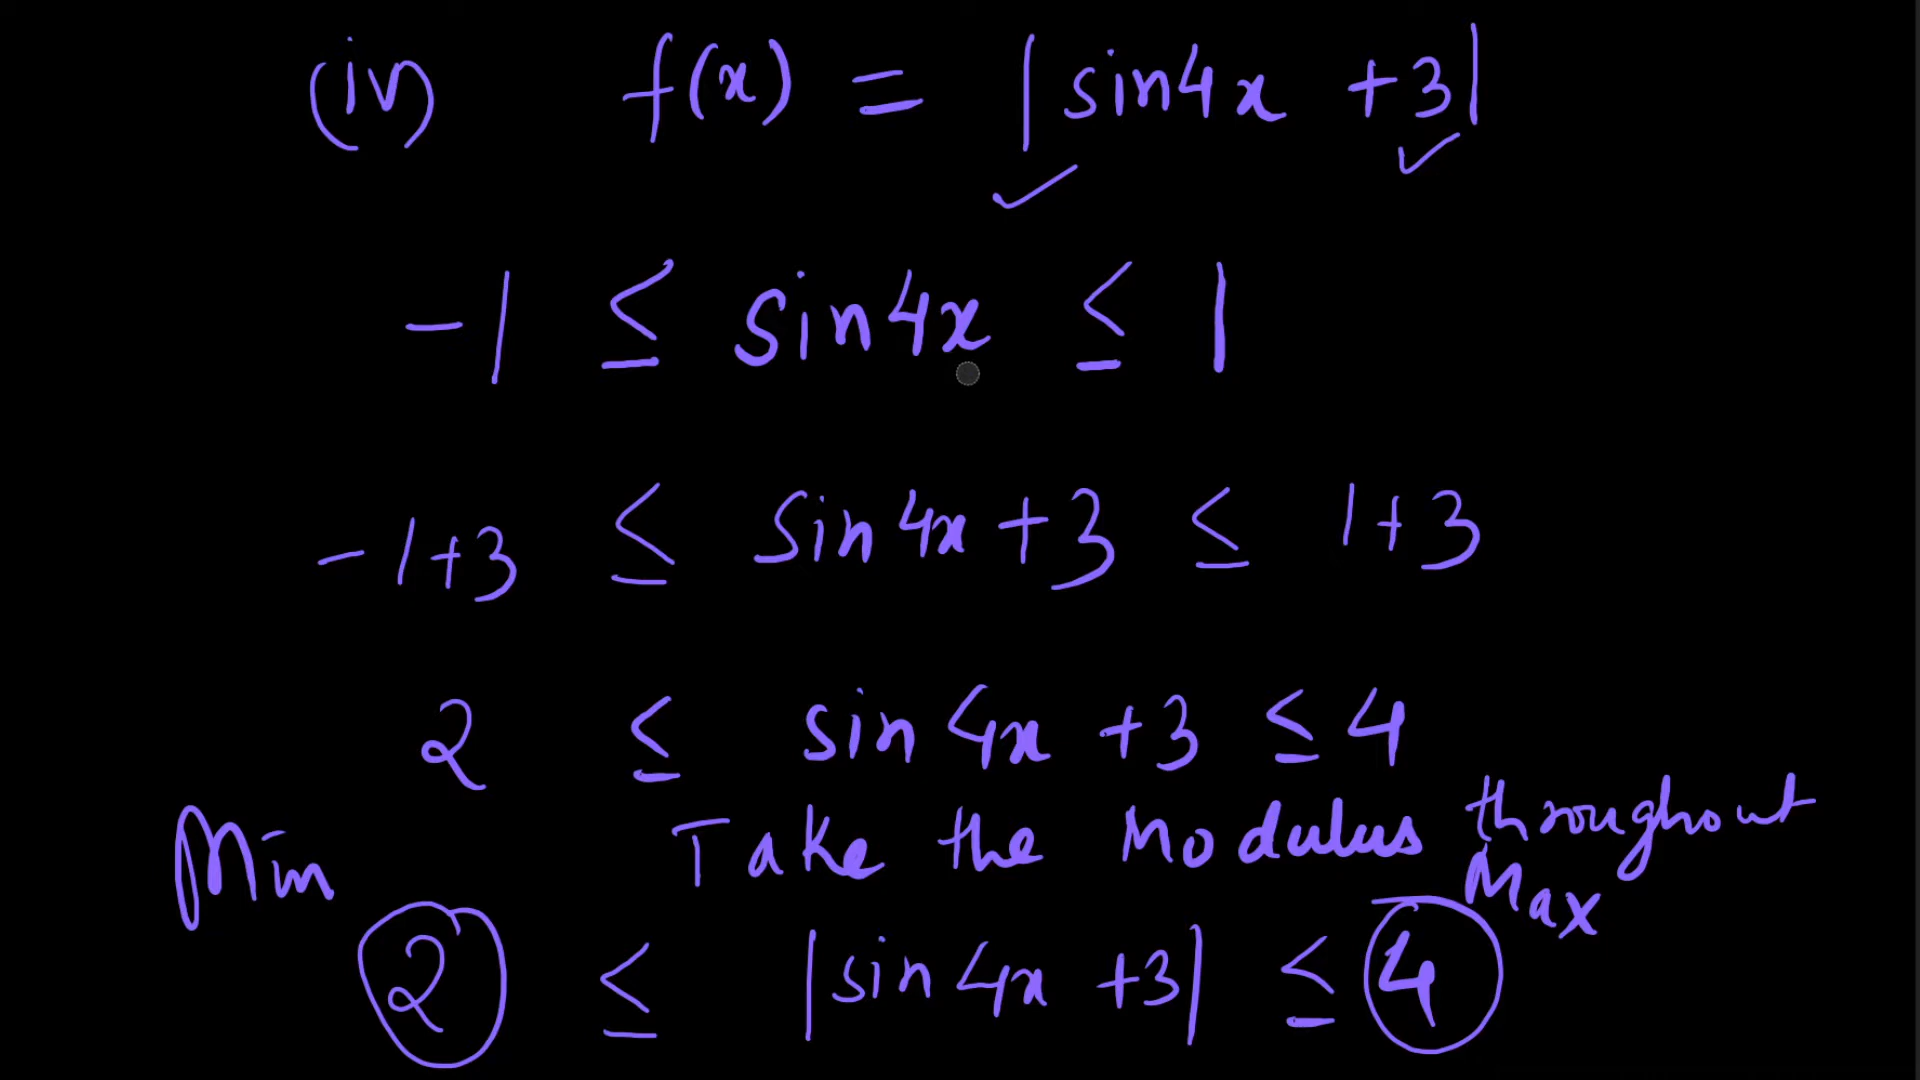 (iv) f(x) = |sin4x +3|
-1 ≤ sin4x ≤ 1
-1+3 ≤ sin4x+3 ≤ 1+3
2 ≤ sin4x +3 ≤ 4
Min Take the Modulus throughout
Max
2 ≤ |sin4x +3| ≤ 4